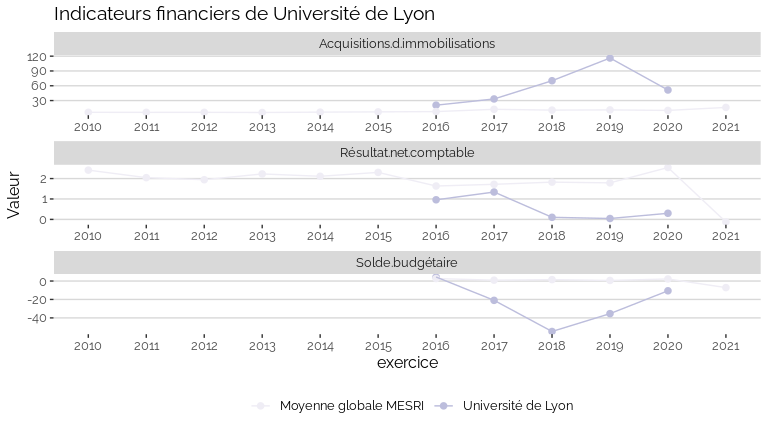 Indicateurs financiers de Université de Lyon
Acquisitions.d.immobilisations
120
90
60
30
2010 2011 2012 2013 2014 2015 2016 2017 2018 2019 2020 2021
Résultat.net.comptable
2
1
0
2010 2011 2012 2013 2014 2015 2016 2017 2018 2019 2020 2021
Valeur
Solde.budgétaire
0
-20
-40
2010 2011 2012 2013 2014 2015 2016 2017 2018 2019 2020 2021
exercice
Moyenne globale MESRI Université de Lyon